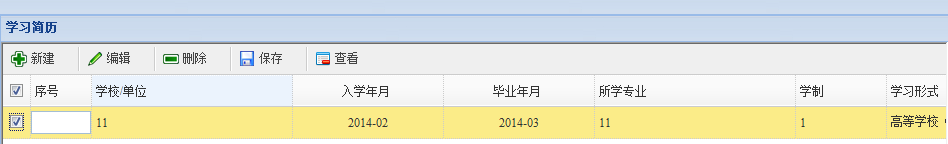 学习简历
新建 编辑 删除 保存 查看
序号 学校/单位 入学年月 毕业年月 所学专业 学制 学习形式
11 2014-02 2014-03 11 1 高等学校